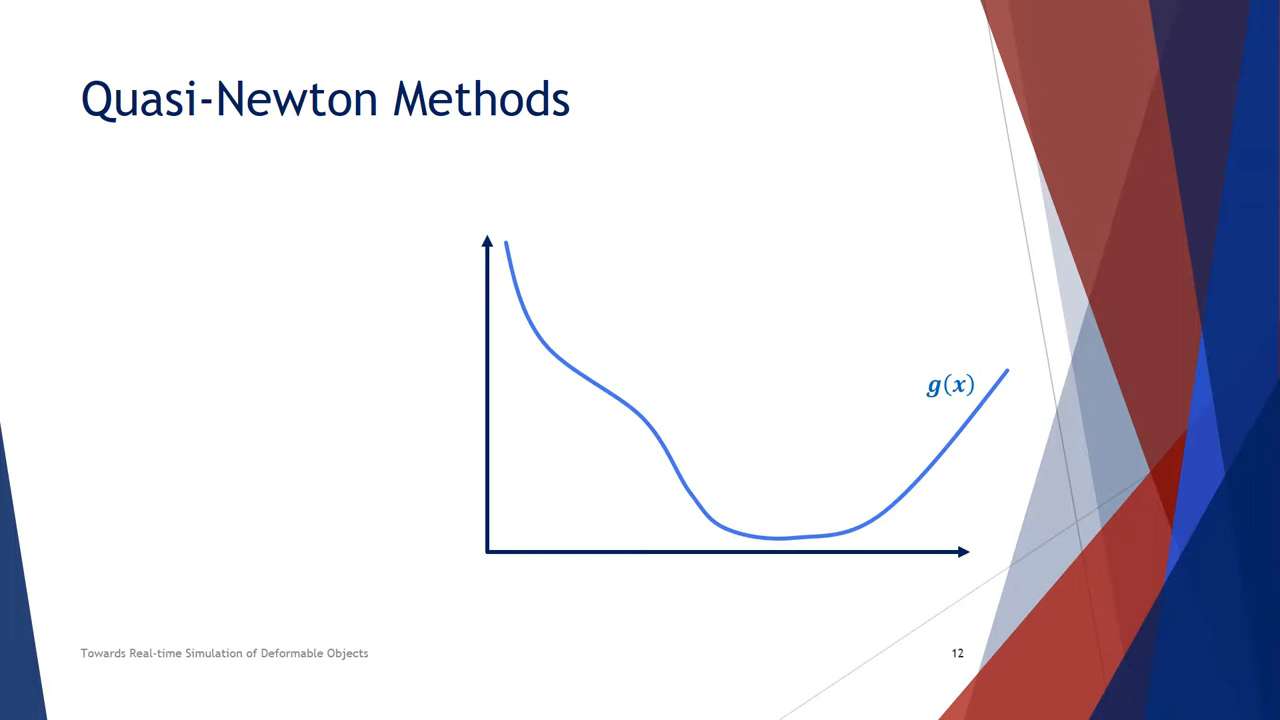 Quasi-Newton Methods
g(x)
Towards Real-time Simulation of Deformable Objects
12